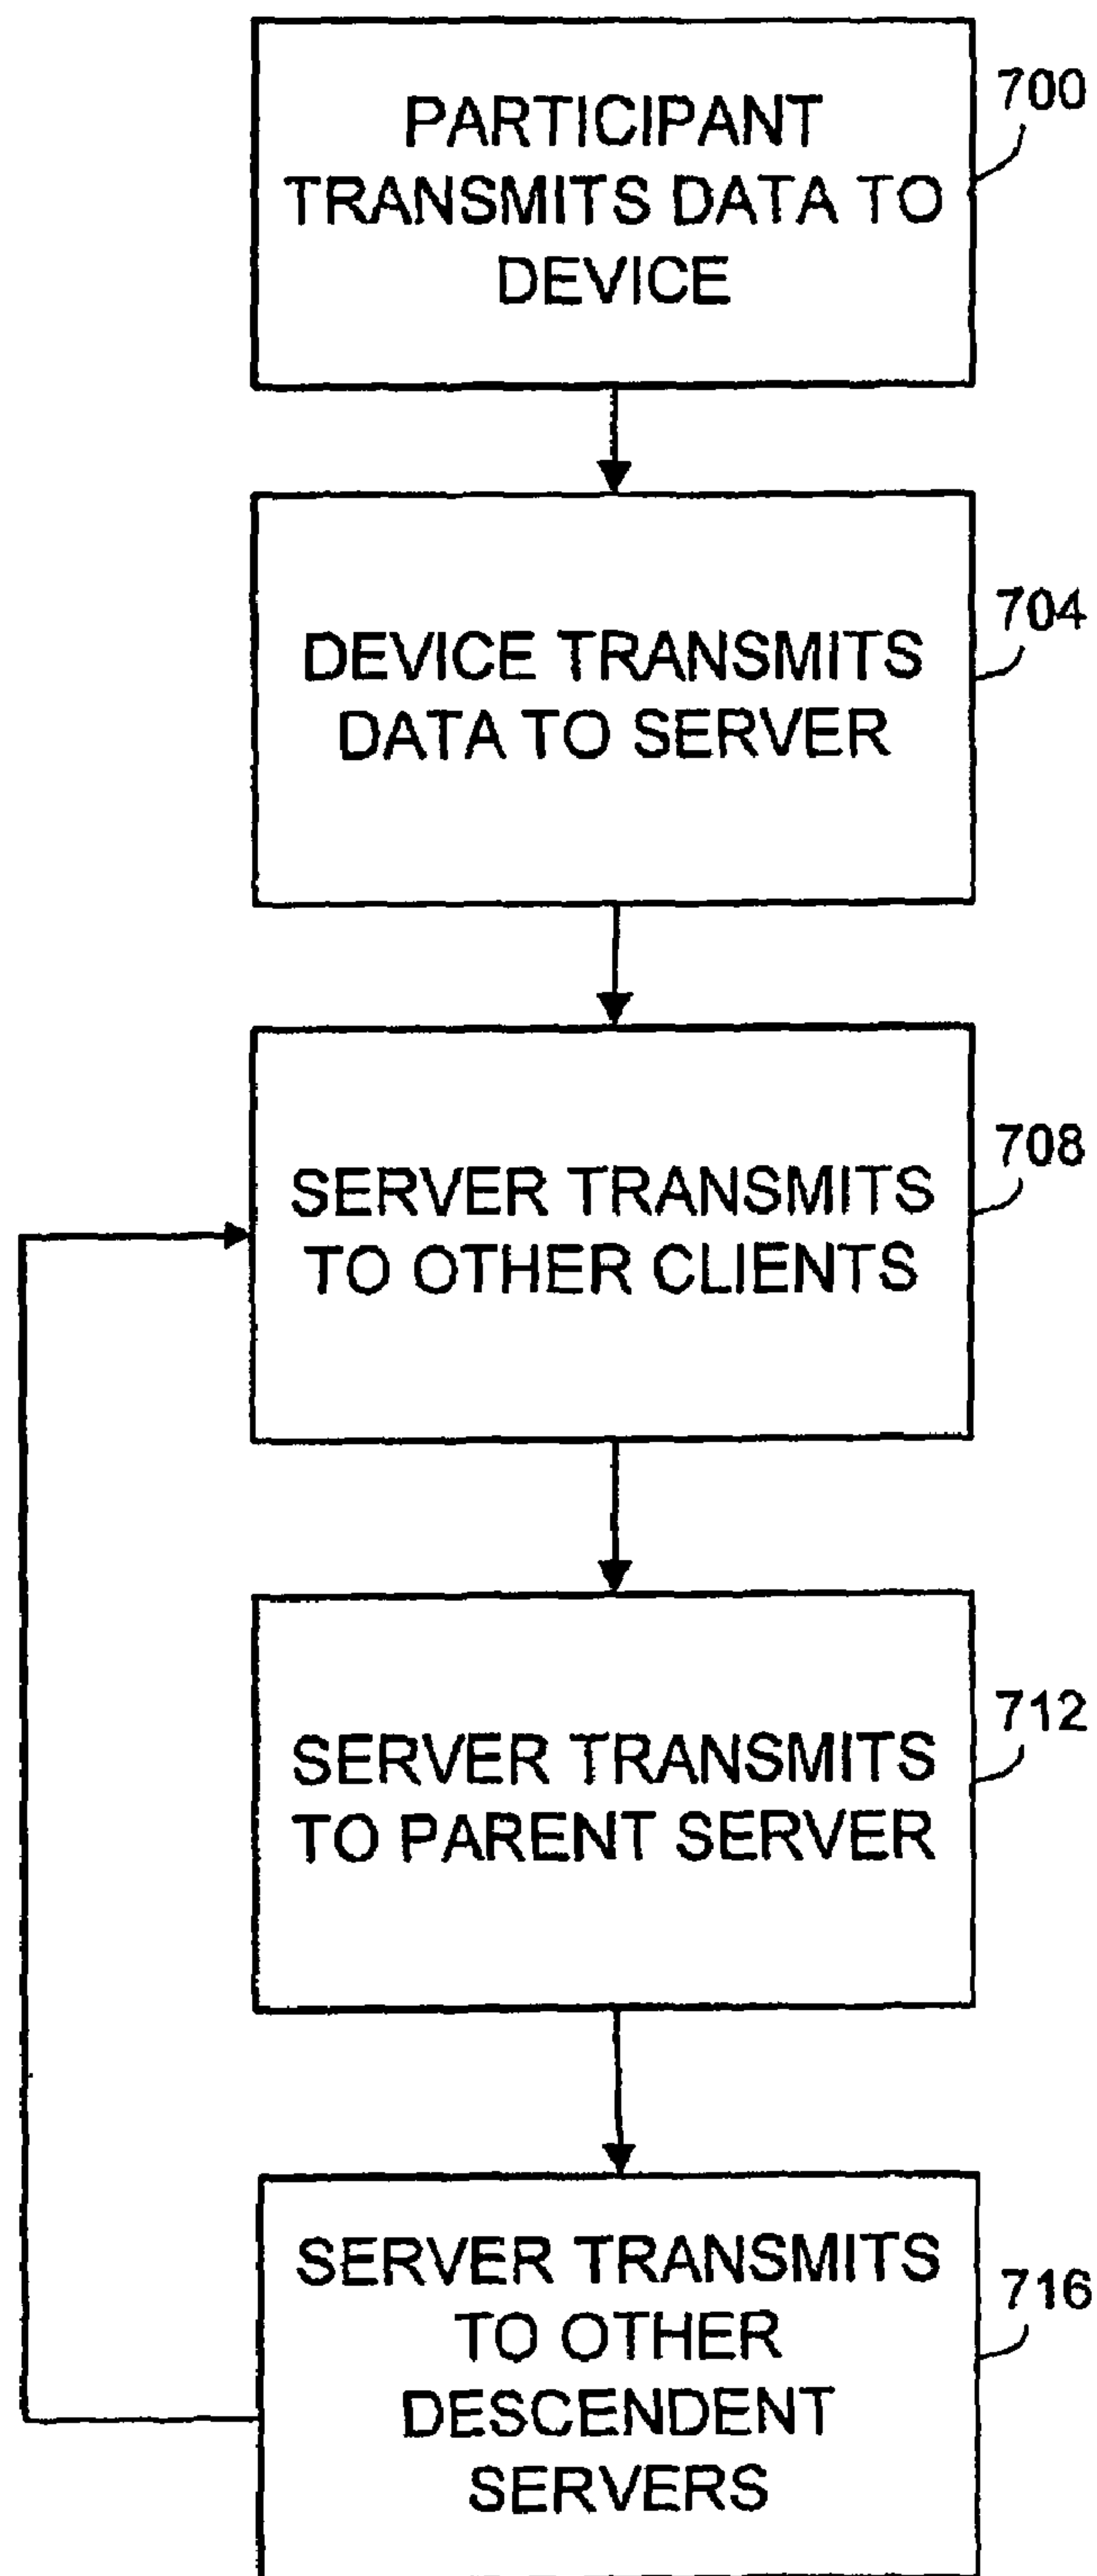 PARTICIPANT
TRANSMITS DATA TO
DEVICE
700
DEVICE TRANSMITS
DATA TO SERVER
704
SERVER TRANSMITS
TO OTHER CLIENTS
708
SERVER TRANSMITS
TO PARENT SERVER
712
SERVER TRANSMITS
TO OTHER
DESCENDENT
SERVERS
716